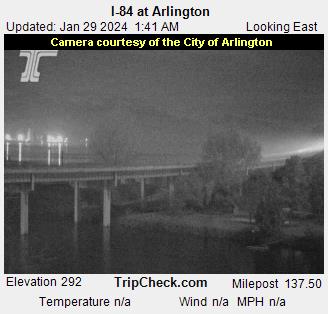 I-84 at Arlington
Updated: Jan 29 2024 1:41 AM Looking East
Camera courtesy of the City of Arlington
Elevation 292 TripCheck.com Milepost 137.50
Temperature n/a Wind n/a MPH n/a